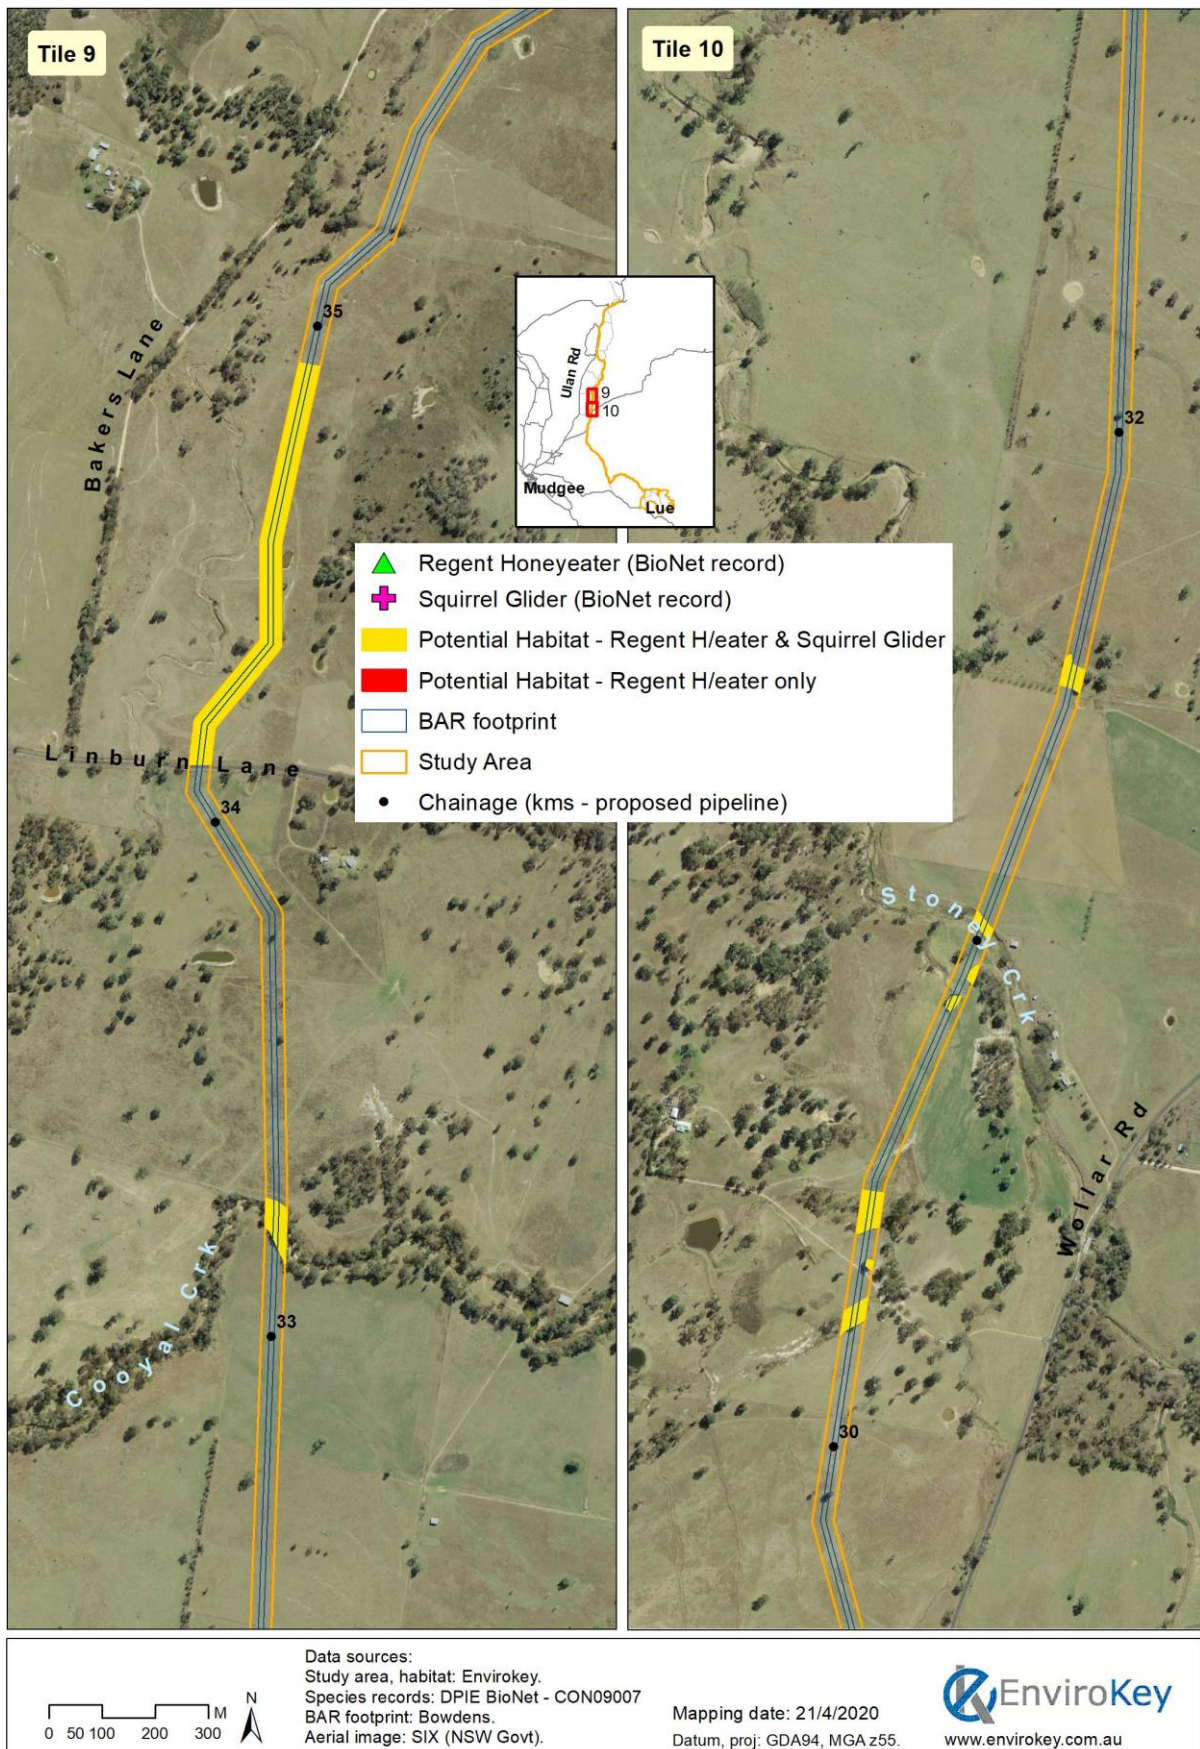 Tile 9
Tile 10
35
Bakers Lane
32
Ulan Rd
9
10
Mudgee
Lue
Regent Honeyeater (BioNet record)
Squirrel Glider (BioNet record)
Potential Habitat - Regent H/eater & Squirrel Glider
Potential Habitat - Regent H/eater only
BAR footprint
Study Area
Chainage (kms - proposed pipeline)
Linburn Lane
34
Stoney Crk
Wollar Rd
Cooyal Crk
33
30
Data sources:
Study area, habitat: Envirokey.
Species records: DPIE BioNet - CON09007
BAR footprint: Bowdens.
Aerial image: SIX (NSW Govt).
M
0 50 100 200 300
N
Mapping date: 21/4/2020
Datum, proj: GDA94, MGA z55.
EnviroKey
www.envirokey.com.au